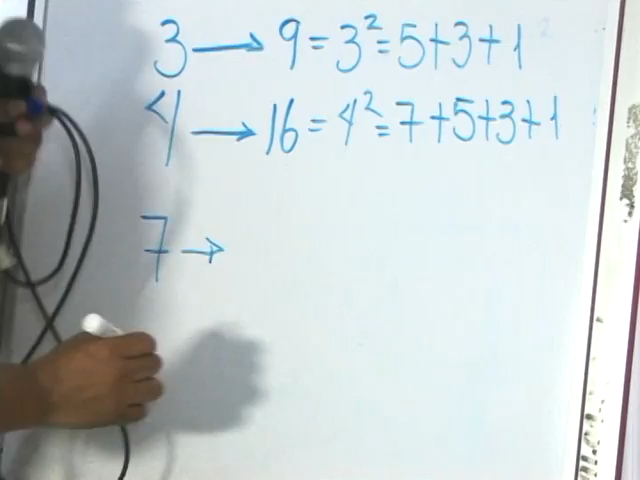 3 → 9 = 3² = 5+3+1
4 → 16 = 4² = 7+5+3+1
7 →